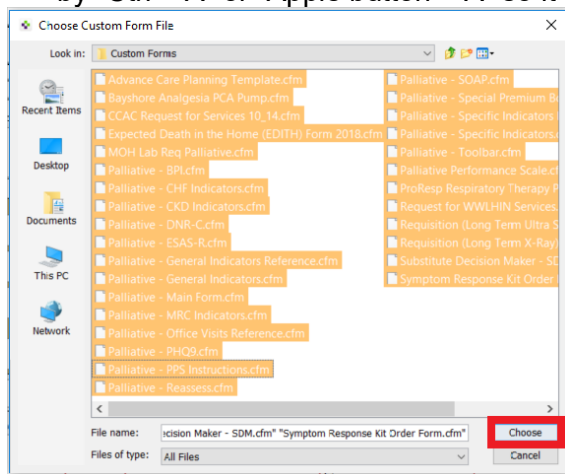 Choose Custom Form File
Look in: Custom Forms
Recent Items
Desktop
Documents
This PC
Network
Advance Care Planning Template.cfm
Bayshore Analgesia PCA Pump.cfm
CCAC Request for Services 10_14.cfm
Expected Death in the Home (EDITH) Form 2018.cfm
MOH Lab Req Palliative.cfm
Palliative - BPI.cfm
Palliative - CHF Indicators.cfm
Palliative - CKD Indicators.cfm
Palliative - DNR-C.cfm
Palliative - ESAS-R.cfm
Palliative - General Indicators Reference.cfm
Palliative - General Indicators.cfm
Palliative - Main Form.cfm
Palliative - MRC Indicators.cfm
Palliative - Office Visits Reference.cfm
Palliative - PHQ9.cfm
Palliative - PPS Instructions.cfm
Palliative - Reassess.cfm
Palliative - SOAP.cfm
Palliative - Special Premium
Palliative - Specific Indicators
Palliative - Specific Indicators.c
Palliative - Toolbar.cfm
Palliative Performance Scale.cf
ProResp Respiratory Therapy P
Request for WWLHIN Services.
Requisition (Long Term Ultra S
Requisition (Long Term X-Ray)
Substitute Decision Maker - SD
Symptom Response Kit Order
File name: ecision Maker - SDM.cfm" "Symptom Response Kit Order Form.cfm" Choose
Files of type: All Files Cancel